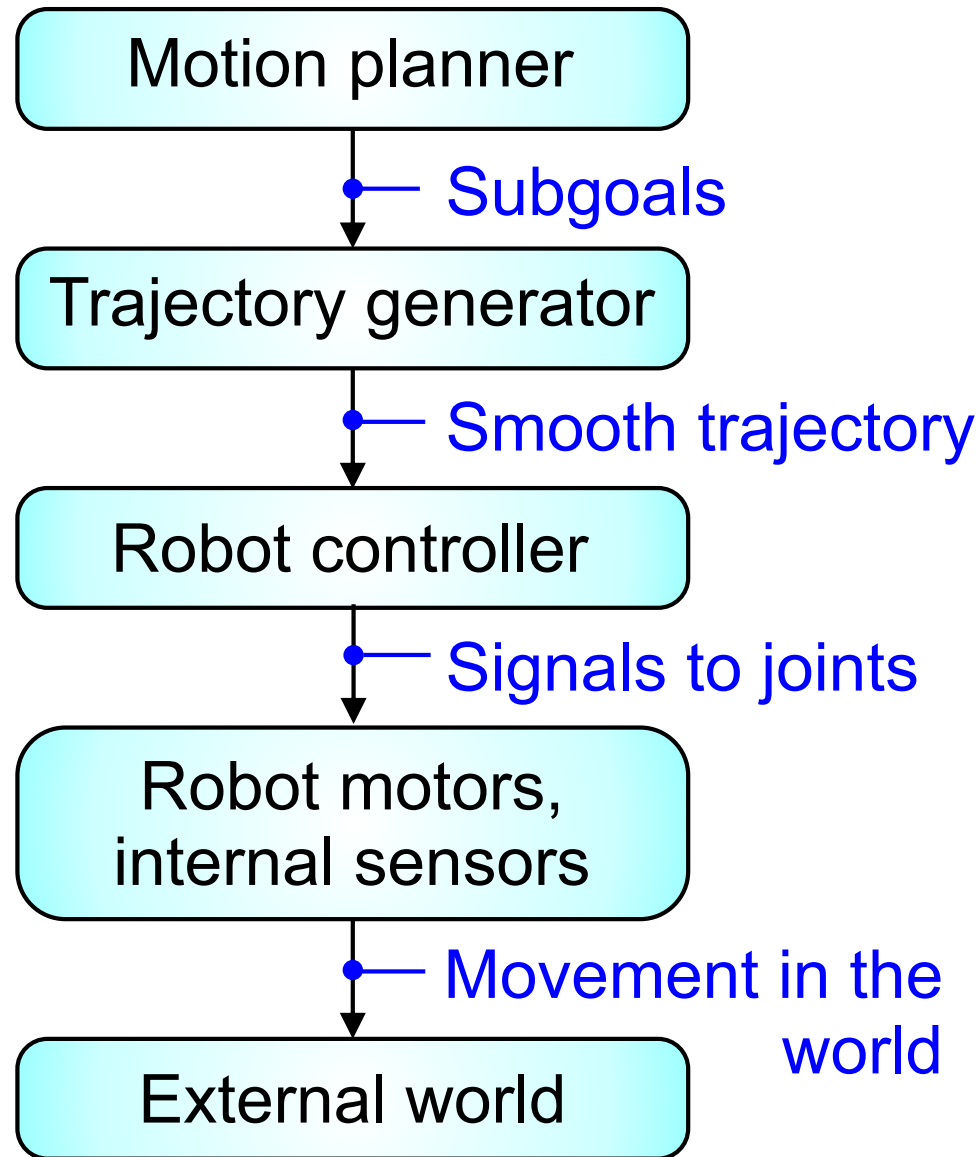 Motion planner
Subgoals
Trajectory generator
Smooth trajectory
Robot controller
Signals to joints
Robot motors,
internal sensors
Movement in the
world
External world